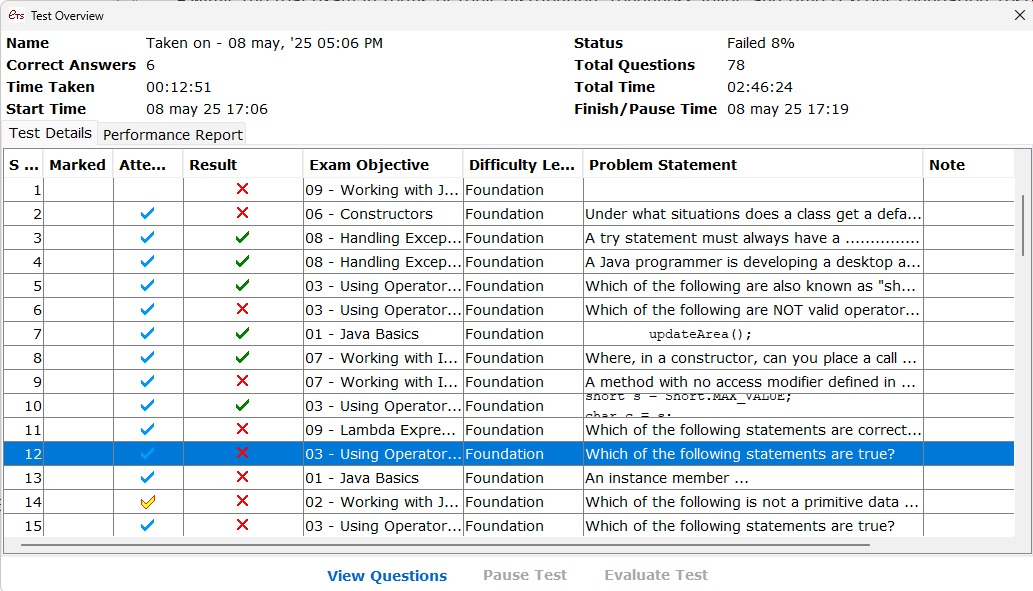 ETS Test Overview
Name Taken on - 08 may, '25 05:06 PM Status Failed 8%
Correct Answers 6 Total Questions 78
Time Taken 00:12:51 Total Time 02:46:24
Start Time 08 may 25 17:06 Finish/Pause Time 08 may 25 17:19
Test Details Performance Report
S ... Marked Atte... Result Exam Objective Difficulty Le... Problem Statement Note
1 09 - Working with J... Foundation
2 06 - Constructors Foundation Under what situations does a class get a defa...
3 08 - Handling Excep... Foundation A try statement must always have a ...............
4 08 - Handling Excep... Foundation A Java programmer is developing a desktop a...
5 03 - Using Operator... Foundation Which of the following are also known as "sh...
6 03 - Using Operator... Foundation Which of the following are NOT valid operator...
7 01 - Java Basics Foundation updateArea();
8 07 - Working with I... Foundation Where, in a constructor, can you place a call ...
9 07 - Working with I... Foundation A method with no access modifier defined in ...
10 03 - Using Operator... Foundation short s = Short.MAX_VALUE;
char c = s;
11 09 - Lambda Expre... Foundation Which of the following statements are correct...
12 03 - Using Operator... Foundation Which of the following statements are true?
13 01 - Java Basics Foundation An instance member ...
14 02 - Working with J... Foundation Which of the following is not a primitive data ...
15 03 - Using Operator... Foundation Which of the following statements are true?
View Questions Pause Test Evaluate Test